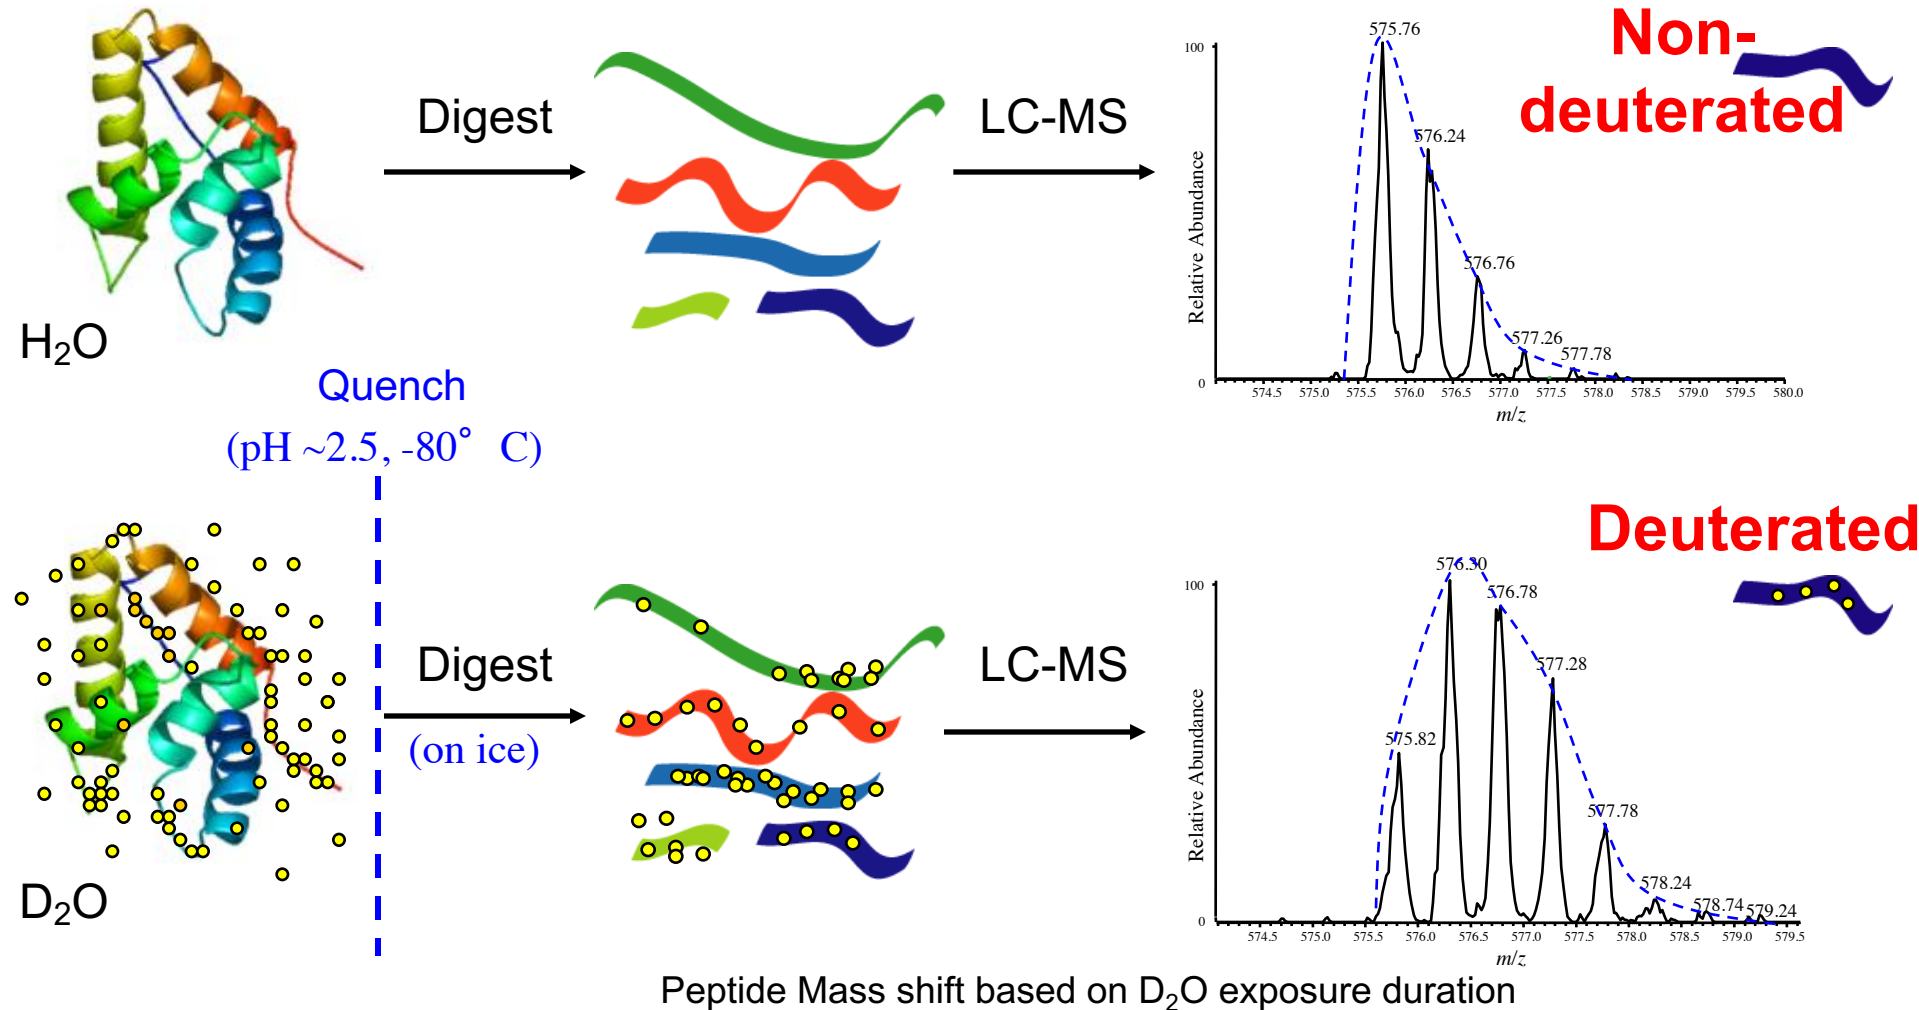 Non-
deuterated
Digest
LC-MS
H₂O
575.76
576.24
576.76
577.26
577.78
100
0
Relative Abundance
574.5 575.0 575.5 576.0 576.5 577.0 577.5 578.0 578.5 579.0 579.5 580.0
m/z
Quench
(pH ~2.5, -80° C)
Deuterated
Digest
(on ice)
LC-MS
D₂O
576.30
576.78
577.28
575.82
577.78
578.24
578.74
579.24
100
0
Relative Abundance
574.5 575.0 575.5 576.0 576.5 577.0 577.5 578.0 578.5 579.0 579.5
m/z
Peptide Mass shift based on D₂O exposure duration